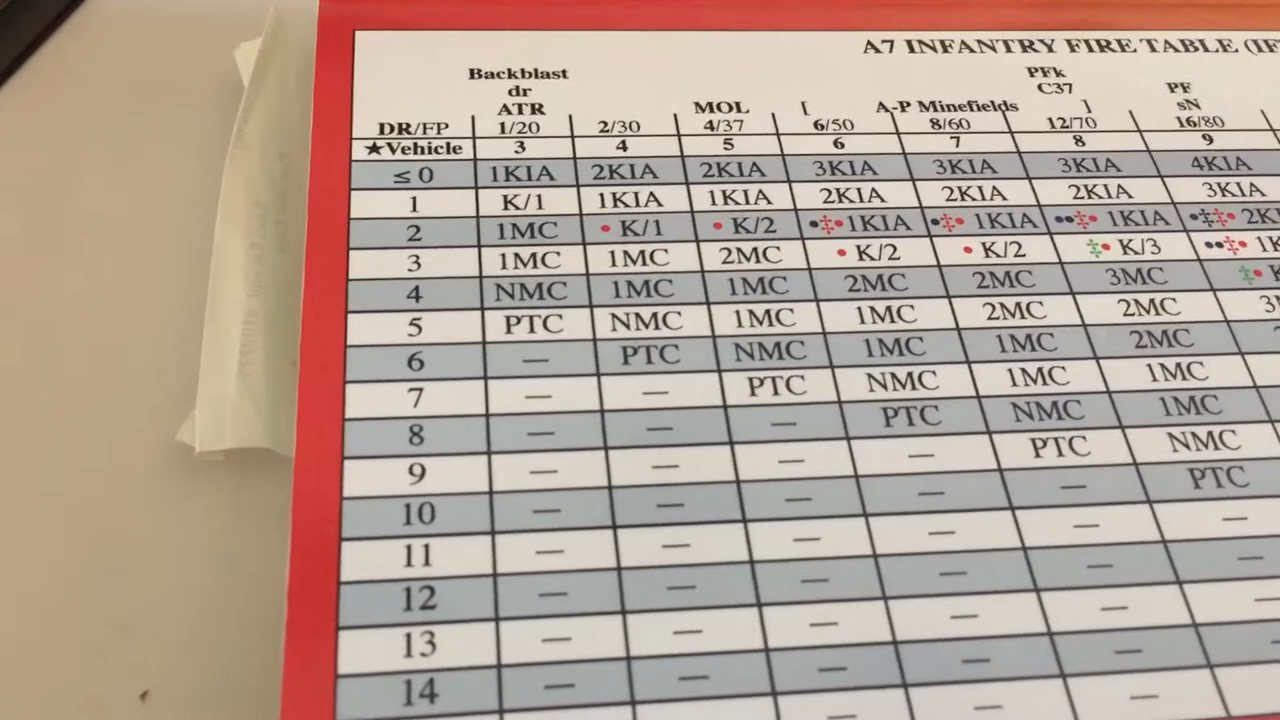 A7 INFANTRY FIRE TABLE (IF
Backblast PFk
dr C37 PF
ATR MOL [ A-P Minefields ] sN
DR/FP 1/20 2/30 4/37 6/50 8/60 12/70 16/80
★Vehicle 3 4 5 6 7 8 9
≤ 0 1KIA 2KIA 2KIA 3KIA 3KIA 3KIA 4KIA
1 K/1 1KIA 1KIA 2KIA 2KIA 2KIA 3KIA
2 1MC • K/1 • K/2 •‡• 1KIA •‡• 1KIA ••‡• 1KIA •‡‡• 2KI
3 1MC 1MC 2MC • K/2 • K/2 ‡• K/3 ••‡• 1K
4 NMC 1MC 1MC 2MC 2MC 3MC ‡• K
5 PTC NMC 1MC 1MC 2MC 2MC 3
6 — PTC NMC 1MC 1MC 2MC
7 — — PTC NMC 1MC 1MC
8 — — — PTC NMC 1MC
9 — — — — PTC NMC
10 — — — — — PTC
11 — — — — — —
12 — — — — — —
13 — — — — — —
14 — — — — — —